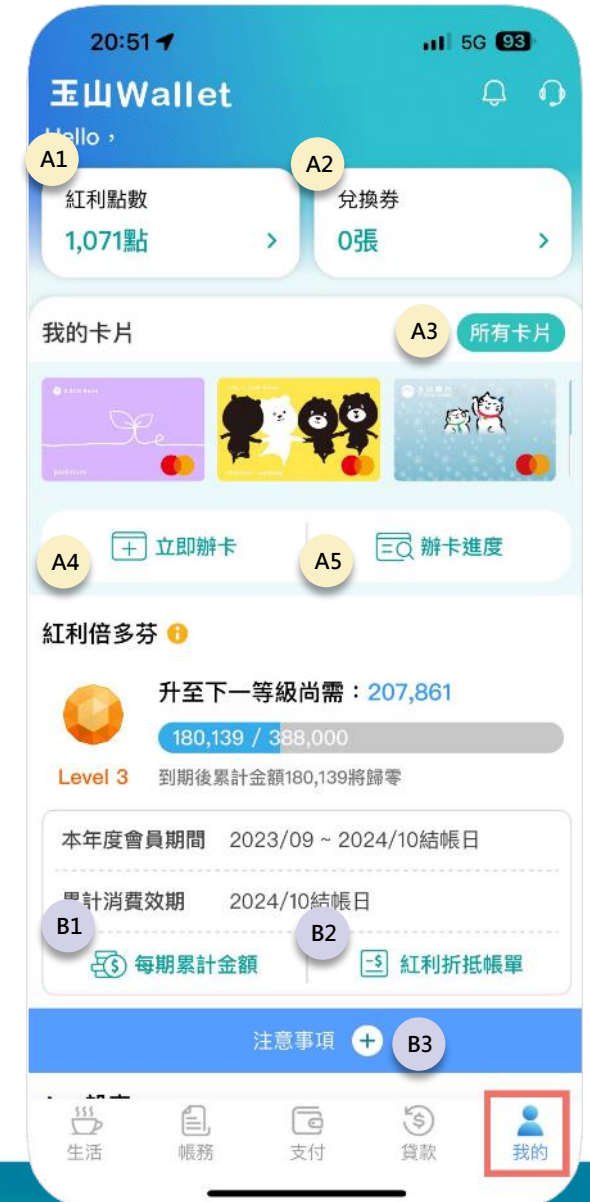 20:51 5G 93
玉山Wallet
Hello，
A1 A2
紅利點數 兌換券
1,071點 > 0張 >
我的卡片 A3 所有卡片
玉山銀行
platinum
A4 立即辦卡 A5 辦卡進度
紅利倍多芬
升至下一等級尚需：207,861
180,139 / 388,000
Level 3 到期後累計金額180,139將歸零
本年度會員期間 2023/09 ~ 2024/10結帳日
累計消費效期 2024/10結帳日
B1 每期累計金額 B2 紅利折抵帳單
注意事項 + B3
生活 帳務 支付 貸款 我的